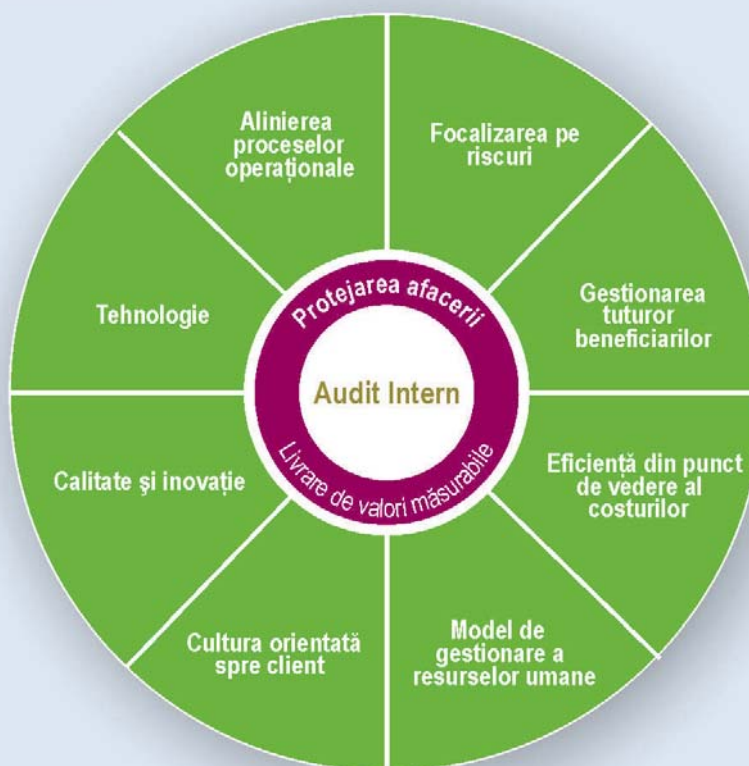 Alinierea
proceselor
operaționale
Focalizarea pe
riscuri
Gestionarea
tuturor
beneficiarilor
Eficiență din punct
de vedere al
costurilor
Model de
gestionare a
resurselor umane
Cultura orientată
spre client
Calitate şi inovație
Tehnologie
Protejarea afacerii
Audit Intern
Livrare de valori măsurabile